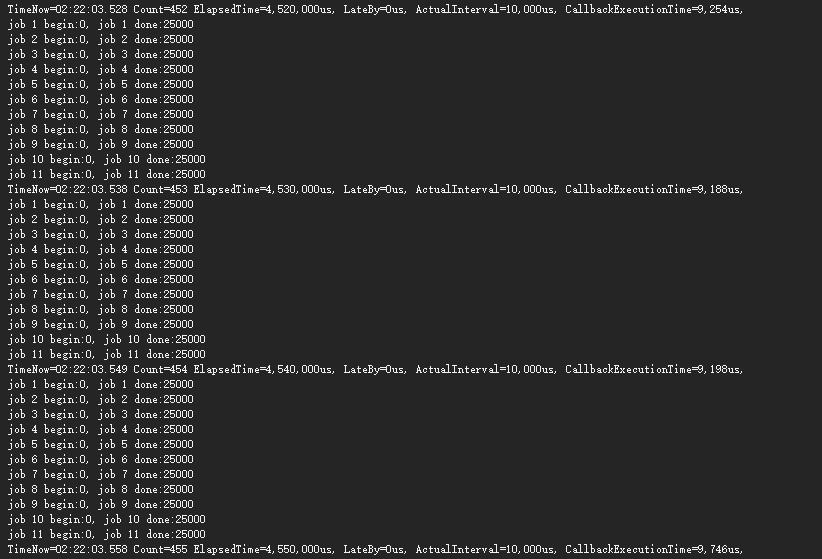 TimeNow=02:22:03.528 Count=452 ElapsedTime=4,520,000us, LateBy=0us, ActualInterval=10,000us, CallbackExecutionTime=9,254us,
job 1 begin:0, job 1 done:25000
job 2 begin:0, job 2 done:25000
job 3 begin:0, job 3 done:25000
job 4 begin:0, job 4 done:25000
job 5 begin:0, job 5 done:25000
job 6 begin:0, job 6 done:25000
job 7 begin:0, job 7 done:25000
job 8 begin:0, job 8 done:25000
job 9 begin:0, job 9 done:25000
job 10 begin:0, job 10 done:25000
job 11 begin:0, job 11 done:25000
TimeNow=02:22:03.538 Count=453 ElapsedTime=4,530,000us, LateBy=0us, ActualInterval=10,000us, CallbackExecutionTime=9,188us,
job 1 begin:0, job 1 done:25000
job 2 begin:0, job 2 done:25000
job 3 begin:0, job 3 done:25000
job 4 begin:0, job 4 done:25000
job 5 begin:0, job 5 done:25000
job 6 begin:0, job 6 done:25000
job 7 begin:0, job 7 done:25000
job 8 begin:0, job 8 done:25000
job 9 begin:0, job 9 done:25000
job 10 begin:0, job 10 done:25000
job 11 begin:0, job 11 done:25000
TimeNow=02:22:03.549 Count=454 ElapsedTime=4,540,000us, LateBy=0us, ActualInterval=10,000us, CallbackExecutionTime=9,198us,
job 1 begin:0, job 1 done:25000
job 2 begin:0, job 2 done:25000
job 3 begin:0, job 3 done:25000
job 4 begin:0, job 4 done:25000
job 5 begin:0, job 5 done:25000
job 6 begin:0, job 6 done:25000
job 7 begin:0, job 7 done:25000
job 8 begin:0, job 8 done:25000
job 9 begin:0, job 9 done:25000
job 10 begin:0, job 10 done:25000
job 11 begin:0, job 11 done:25000
TimeNow=02:22:03.558 Count=455 ElapsedTime=4,550,000us, LateBy=0us, ActualInterval=10,000us, CallbackExecutionTime=9,746us,